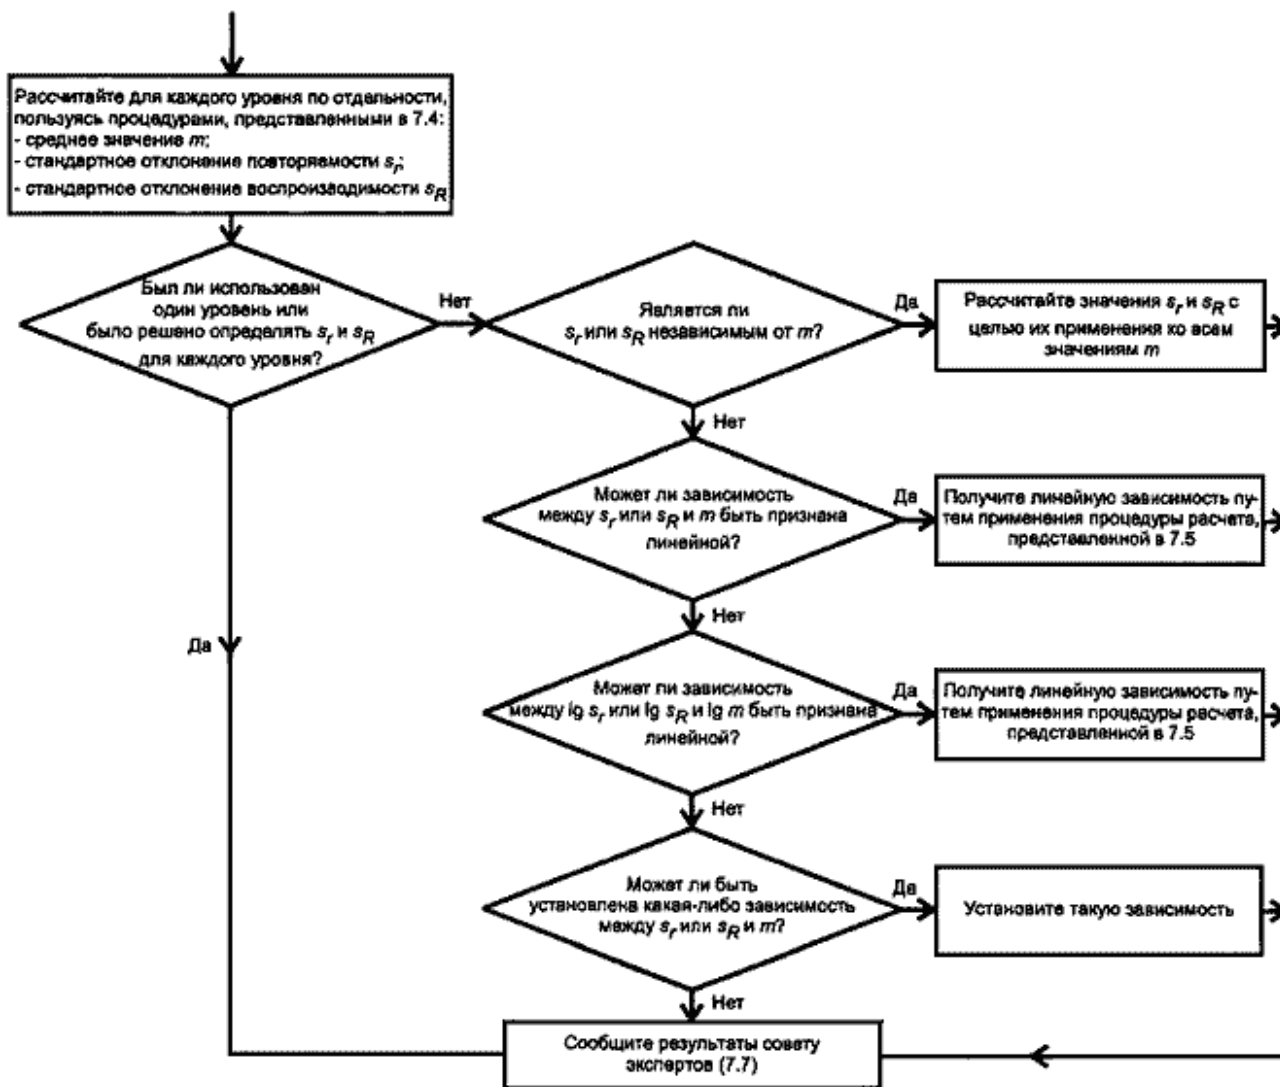 Рассчитайте для каждого уровня по отдельности,
пользуясь процедурами, представленными в 7.4:
- среднее значение m;
- стандартное отклонение повторяемости s_r;
- стандартное отклонение воспроизводимости s_R
Был ли использован
один уровень или
было решено определять s_r и s_R
для каждого уровня?
Нет
Является ли
s_r или s_R независимым от m?
Да
Рассчитайте значения s_r и s_R с
целью их применения ко всем
значениям m
Нет
Может ли зависимость
между s_r или s_R и m быть признана
линейной?
Да
Получите линейную зависимость пу-
тем применения процедуры расчета,
представленной в 7.5
Нет
Да
Может ли зависимость
между lg s_r или lg s_R и lg m быть признана
линейной?
Да
Получите линейную зависимость пу-
тем применения процедуры расчета,
представленной в 7.5
Нет
Может ли быть
установлена какая-либо зависимость
между s_r или s_R и m?
Да
Установите такую зависимость
Нет
Сообщите результаты совету
экспертов (7.7)